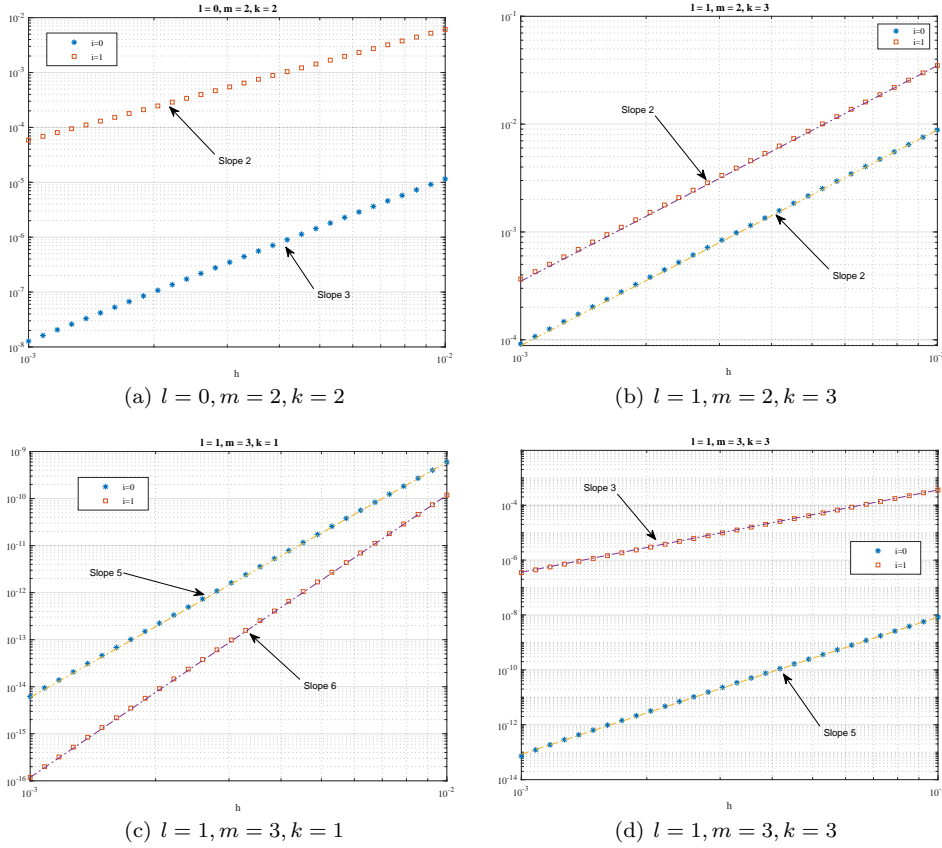 l = 0, m = 2, k = 2
10^-2
10^-3
10^-4
10^-5
10^-6
10^-7
10^-8
i=0
i=1
Slope 2
Slope 3
10^-3
10^-2
h
(a) l = 0, m = 2, k = 2
l = 1, m = 2, k = 3
10^-1
10^-2
10^-3
10^-4
i=0
i=1
Slope 2
Slope 2
10^-3
10^-2
h
(b) l = 1, m = 2, k = 3
l = 1, m = 3, k = 1
10^-9
10^-10
10^-11
10^-12
10^-13
10^-14
10^-15
10^-16
i=0
i=1
Slope 5
Slope 6
10^-3
10^-2
h
(c) l = 1, m = 3, k = 1
l = 1, m = 3, k = 3
10^-4
10^-6
10^-8
10^-10
10^-12
10^-14
Slope 3
i=0
i=1
Slope 5
10^-3
10^-2
h
(d) l = 1, m = 3, k = 3